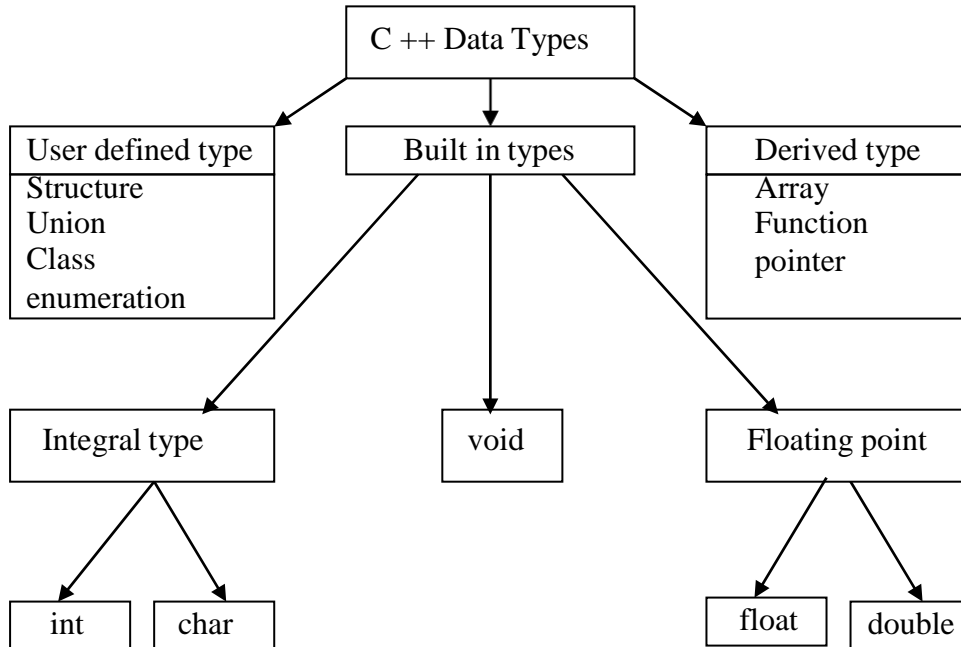 C ++ Data Types
User defined type
Structure
Union
Class
enumeration
Built in types
Derived type
Array
Function
pointer
Integral type
void
Floating point
int
char
float
double